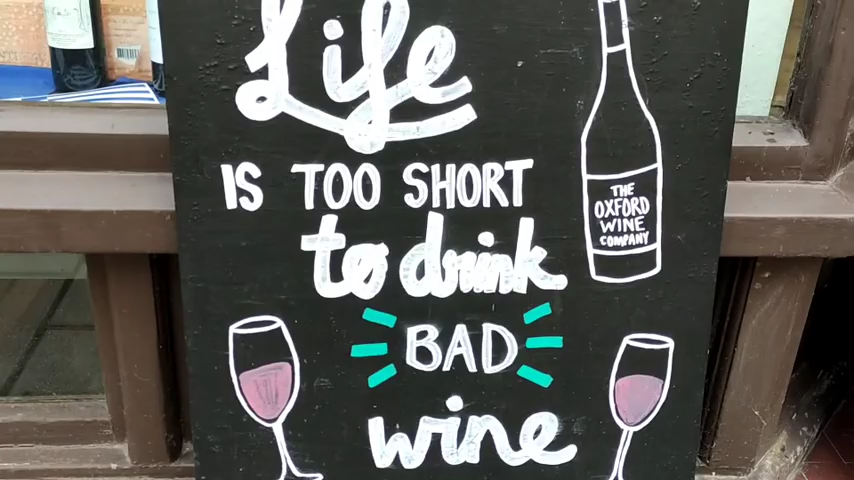 Life
IS TOO SHORT
to drink
BAD
wine
THE
OXFORD
WINE
COMPANY